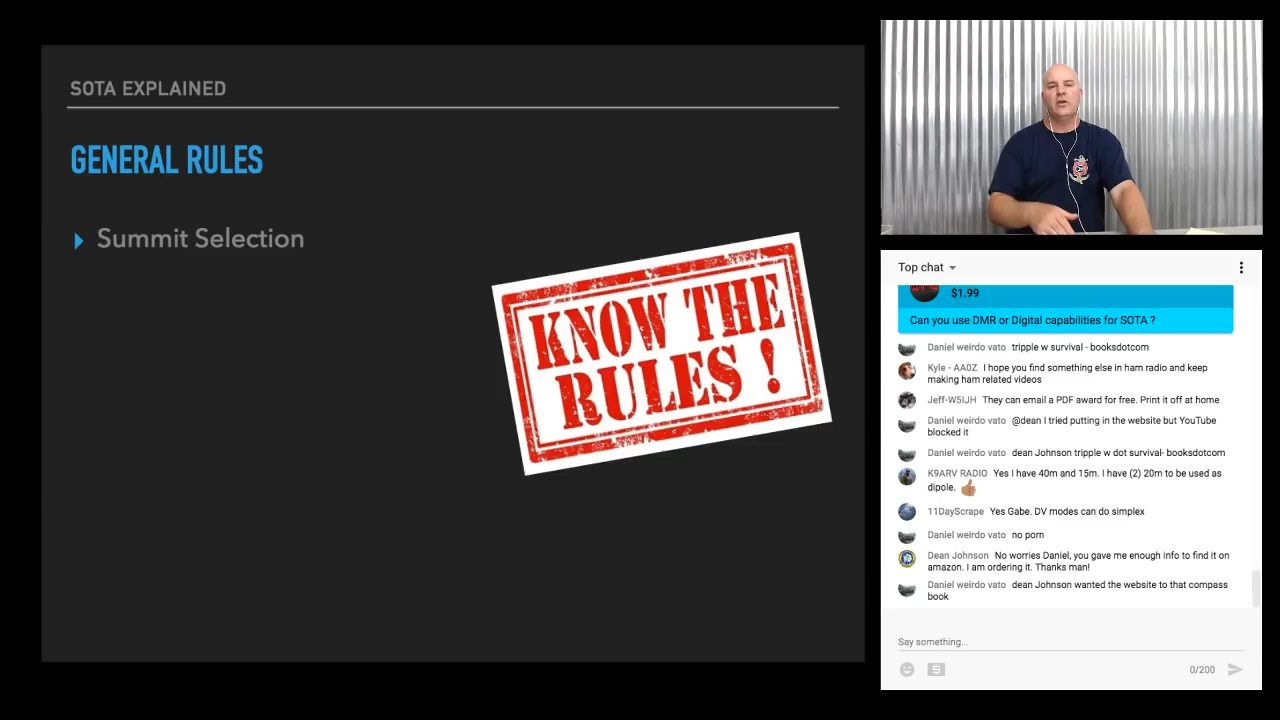 SOTA EXPLAINED
GENERAL RULES
Summit Selection
KNOW THE
RULES !
Top chat
$1.99
Can you use DMR or Digital capabilities for SOTA ?
Daniel weirdo vato tripple w survival - booksdotcom
Kyle - AA0Z I hope you find something else in ham radio and keep
making ham related videos
Jeff-W5IJH They can email a PDF award for free. Print it off at home
Daniel weirdo vato @dean I tried putting in the website but YouTube
blocked it
Daniel weirdo vato dean Johnson tripple w dot survival- booksdotcom
K9ARV RADIO Yes I have 40m and 15m. I have (2) 20m to be used as
dipole.
11DayScrape Yes Gabe. DV modes can do simplex
Daniel weirdo vato no porn
Dean Johnson No worries Daniel, you gave me enough info to find it on
amazon. I am ordering it. Thanks man!
Daniel weirdo vato dean Johnson wanted the website to that compass
book
Say something...
0/200